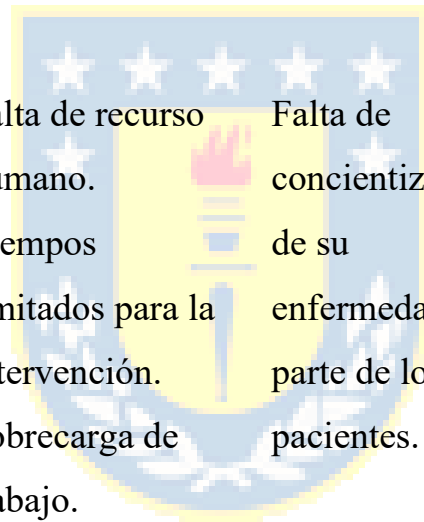 alta de recurso
umano.
empos
mitados para la
tervención.
obrecarga de
abajo.
Falta de
concientiz
de su
enfermeda
parte de lo
pacientes.